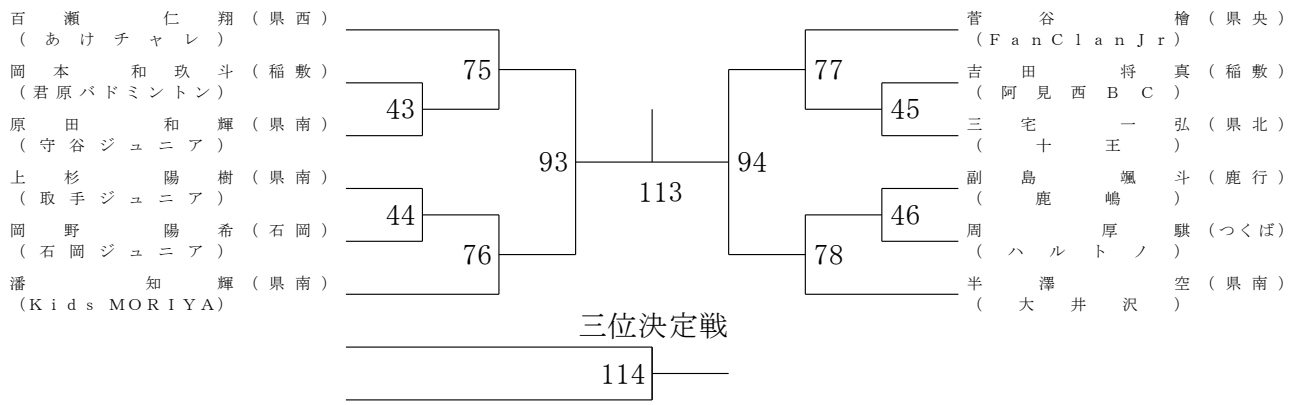 百瀬 仁翔(県西)
(あけチャレ)
岡本 和玖斗(稲敷)
(君原バドミントン)
原田 和輝(県南)
(守谷ジュニア)
上杉 陽樹(県南)
(取手ジュニア)
岡野 陽希(石岡)
(石岡ジュニア)
潘 知輝(県南)
(Kids MORIYA)
75
43
44
76
93
113
94
77
45
46
78
菅谷 檜(県央)
(FanClanJr)
吉田 将真(稲敷)
(阿見西BC)
三宅 一弘(県北)
(十王)
副島 颯斗(鹿行)
(鹿嶋)
周 厚騏(つくば)
(ハルトノ)
半澤 空(県南)
(大井沢)
三位決定戦
114